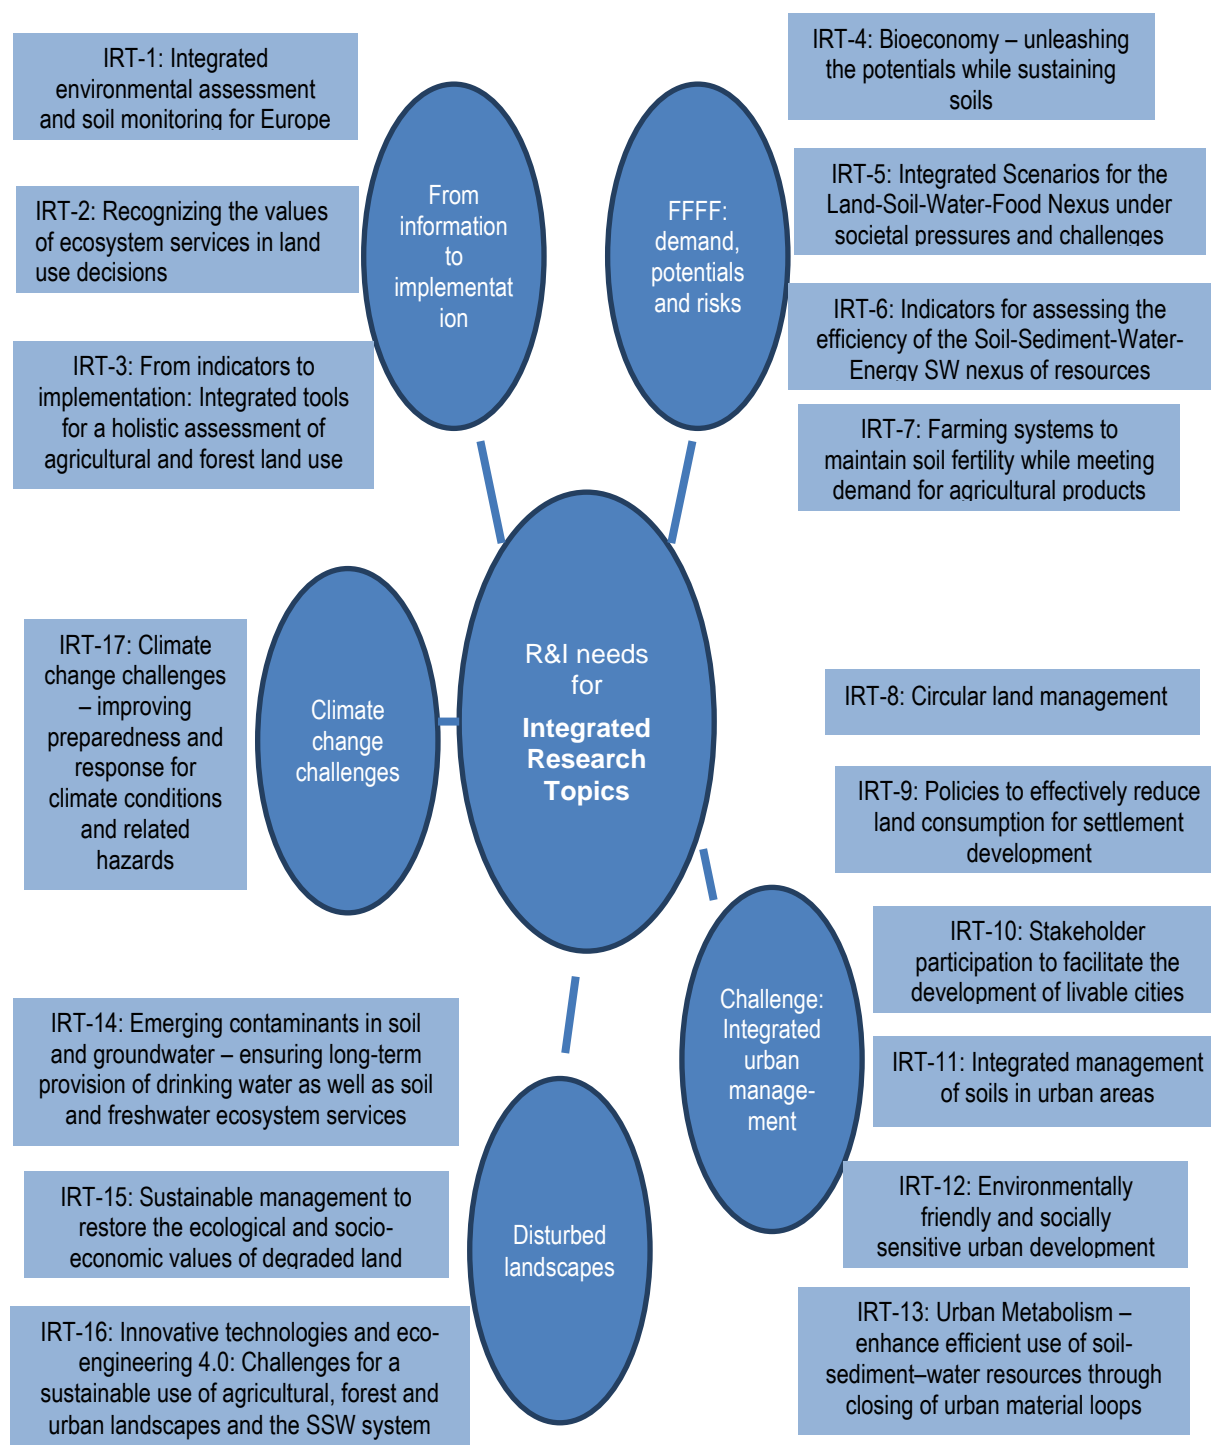 IRT-1: Integrated
environmental assessment
and soil monitoring for Europe
IRT-2: Recognizing the values
of ecosystem services in land
use decisions
IRT-3: From indicators to
implementation: Integrated tools
for a holistic assessment of
agricultural and forest land use
From
information
to
implementat
ion
FFFF:
demand,
potentials
and risks
IRT-4: Bioeconomy – unleashing
the potentials while sustaining
soils
IRT-5: Integrated Scenarios for the
Land-Soil-Water-Food Nexus under
societal pressures and challenges
IRT-6: Indicators for assessing the
efficiency of the Soil-Sediment-Water-
Energy SW nexus of resources
IRT-7: Farming systems to
maintain soil fertility while meeting
demand for agricultural products
IRT-17: Climate
change challenges
– improving
preparedness and
response for
climate conditions
and related
hazards
Climate
change
challenges
R&I needs
for
Integrated
Research
Topics
IRT-8: Circular land management
IRT-9: Policies to effectively reduce
land consumption for settlement
development
IRT-10: Stakeholder
participation to facilitate the
development of livable cities
IRT-11: Integrated management
of soils in urban areas
IRT-12: Environmentally
friendly and socially
sensitive urban development
IRT-13: Urban Metabolism –
enhance efficient use of soil-
sediment–water resources through
closing of urban material loops
Challenge:
Integrated
urban
manage-
ment
IRT-14: Emerging contaminants in soil
and groundwater – ensuring long-term
provision of drinking water as well as soil
and freshwater ecosystem services
IRT-15: Sustainable management to
restore the ecological and socio-
economic values of degraded land
IRT-16: Innovative technologies and eco-
engineering 4.0: Challenges for a
sustainable use of agricultural, forest and
urban landscapes and the SSW system
Disturbed
landscapes